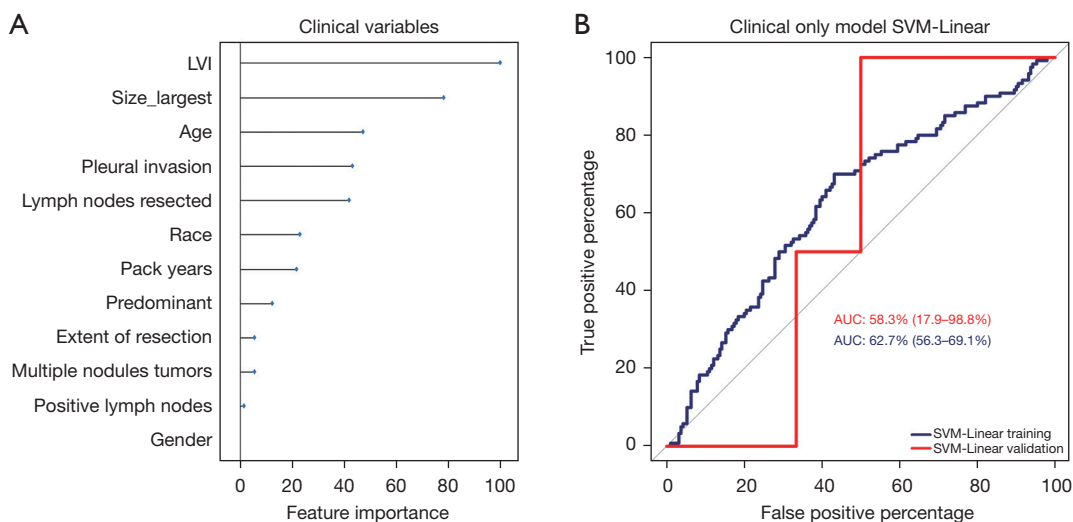 A
Clinical variables
LVI
Size_largest
Age
Pleural invasion
Lymph nodes resected
Race
Pack years
Predominant
Extent of resection
Multiple nodules tumors
Positive lymph nodes
Gender
0 20 40 60 80 100
Feature importance
B
Clinical only model SVM-Linear
True positive percentage
100
80
60
40
20
0
AUC: 58.3% (17.9–98.8%)
AUC: 62.7% (56.3–69.1%)
SVM-Linear training
SVM-Linear validation
0 20 40 60 80 100
False positive percentage